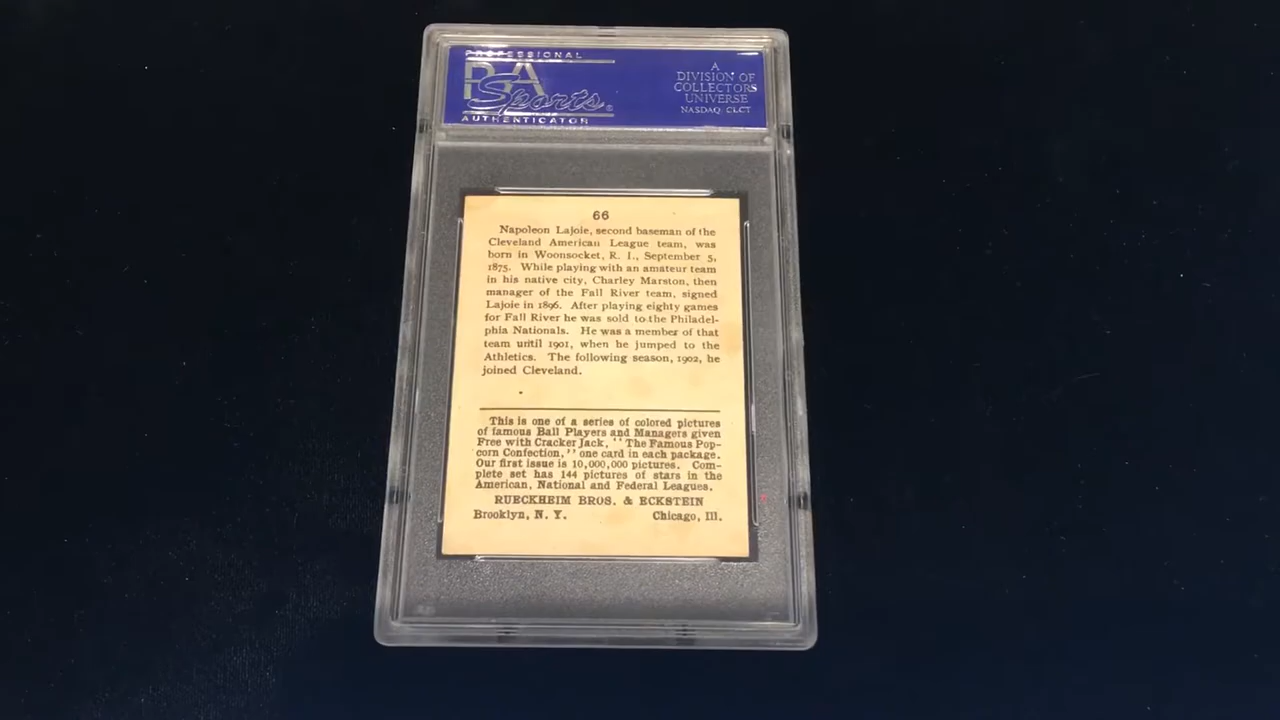 PROFESSIONAL
PSA
Sports®
AUTHENTICATOR
A
DIVISION OF
COLLECTORS
UNIVERSE
NASDAQ: CLCT
66
Napoleon Lajoie, second baseman of the
Cleveland American League team, was
born in Woonsocket, R. I., September 5,
1875. While playing with an amateur team
in his native city, Charley Marston, then
manager of the Fall River team, signed
Lajoie in 1896. After playing eighty games
for Fall River he was sold to the Philadel-
phia Nationals. He was a member of that
team until 1901, when he jumped to the
Athletics. The following season, 1902, he
joined Cleveland.
This is one of a series of colored pictures
of famous Ball Players and Managers given
Free with Cracker Jack, "The Famous Pop-
corn Confection," one card in each package.
Our first issue is 10,000,000 pictures. Com-
plete set has 144 pictures of stars in the
American, National and Federal Leagues.
RUECKHEIM BROS. & ECKSTEIN
Brooklyn, N. Y. Chicago, Ill.